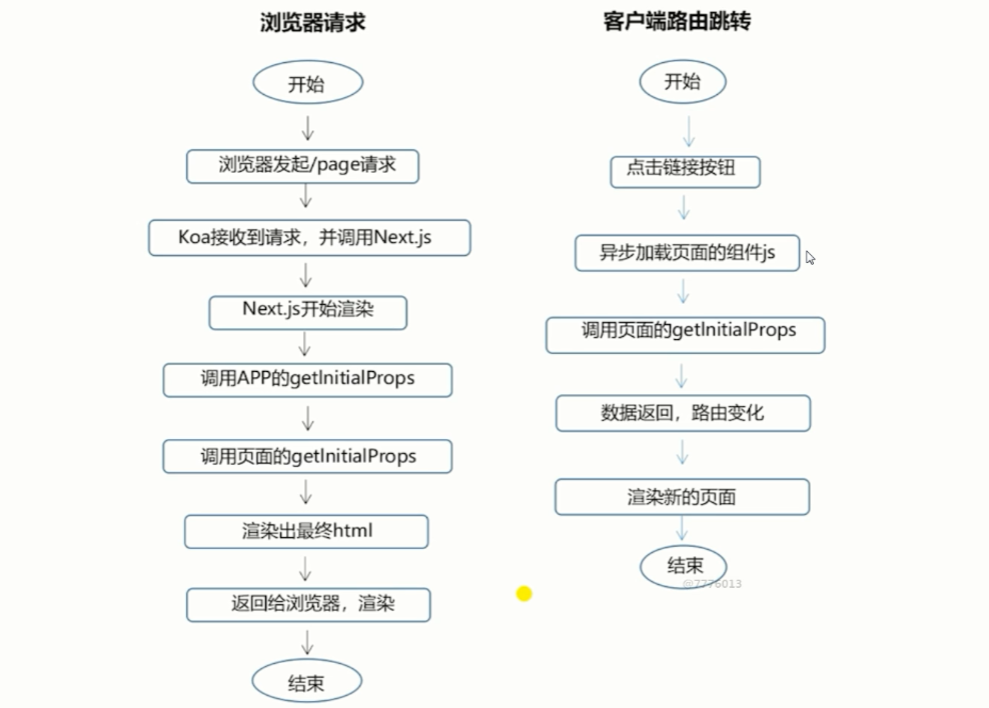 浏览器请求
开始
浏览器发起/page请求
Koa接收到请求，并调用Next.js
Next.js开始渲染
调用APP的getInitialProps
调用页面的getInitialProps
渲染出最终html
返回给浏览器，渲染
结束
客户端路由跳转
开始
点击链接按钮
异步加载页面的组件js
调用页面的getInitialProps
数据返回，路由变化
渲染新的页面
结束
@7776013